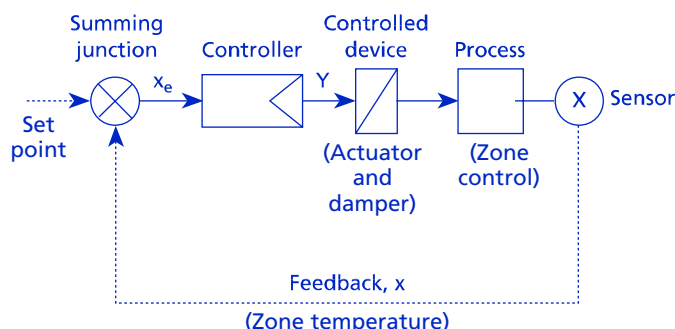 Summing
junction
Controller
Controlled
device
Process
Sensor
Set
point
xe
Y
X
(Actuator
and
damper)
(Zone
control)
Feedback, x
(Zone temperature)